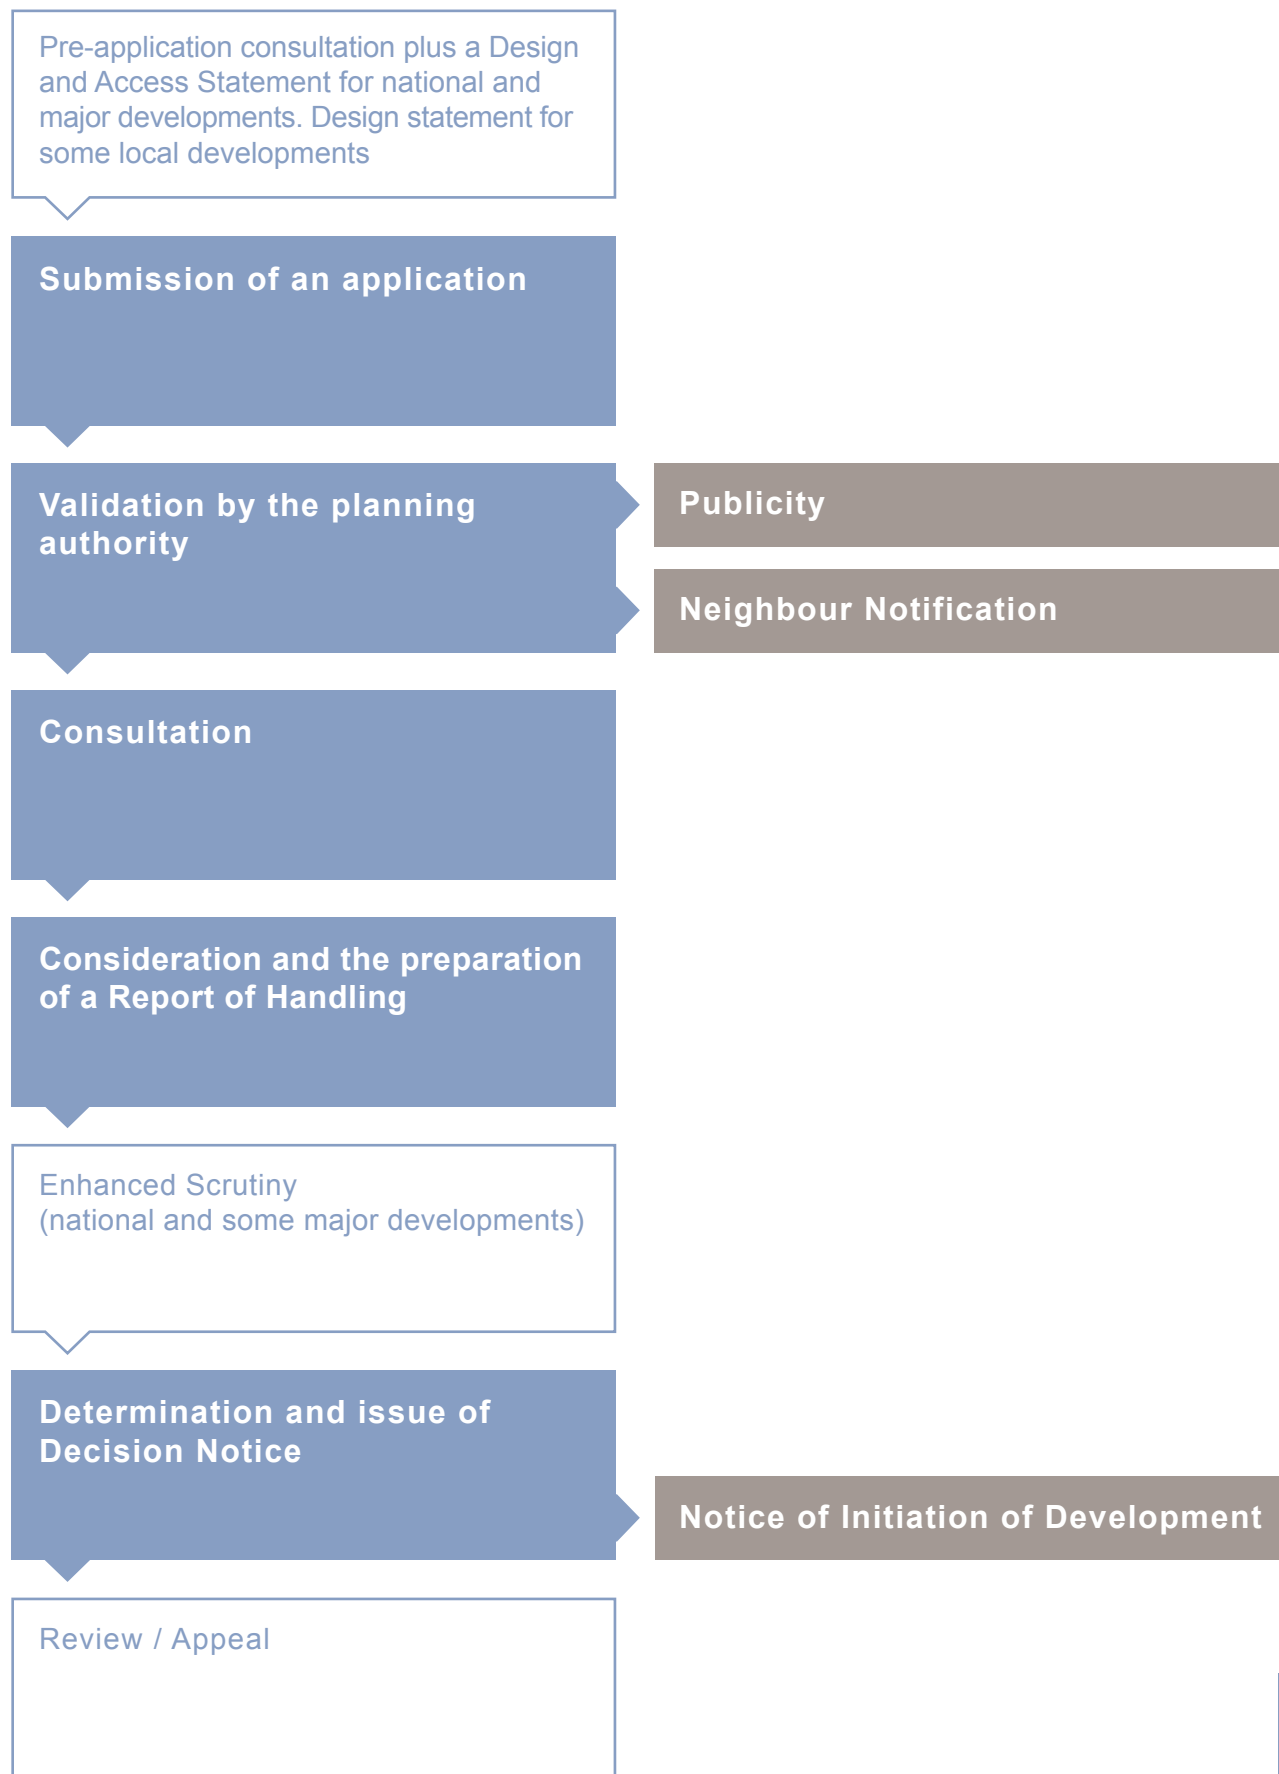 Pre-application consultation plus a Design
and Access Statement for national and
major developments. Design statement for
some local developments
Submission of an application
Validation by the planning
authority
Publicity
Neighbour Notification
Consultation
Consideration and the preparation
of a Report of Handling
Enhanced Scrutiny
(national and some major developments)
Determination and issue of
Decision Notice
Notice of Initiation of Development
Review / Appeal